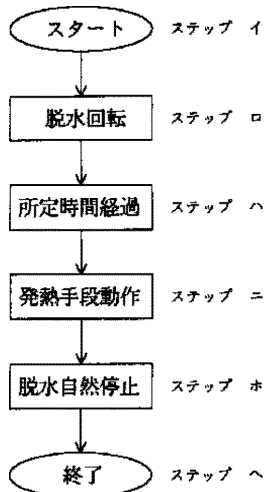 スタート ステップ イ
脱水回転 ステップ ロ
所定時間経過 ステップ ハ
発熱手段動作 ステップ ニ
脱水自然停止 ステップ ホ
終了 ステップ ヘ